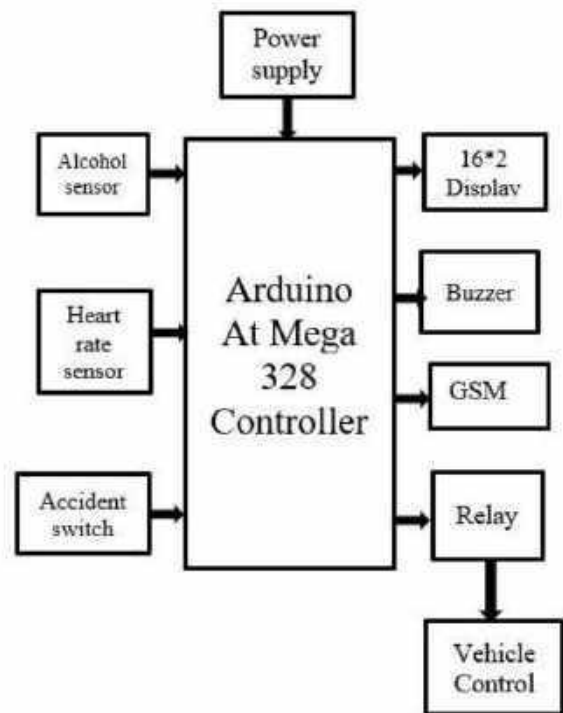 Power
supply
Alcohol
sensor
16*2
Display
Arduino
At Mega
328
Controller
Heart
rate
sensor
Buzzer
GSM
Accident
switch
Relay
Vehicle
Control